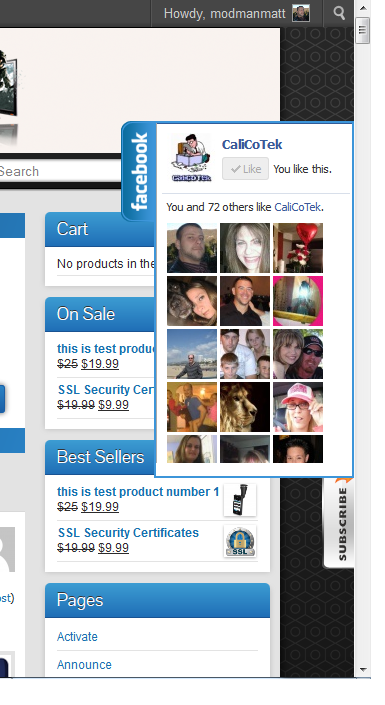 Howdy, modmanmatt
Search
facebook
CaliCoTek
CaliCoTek
Like
You like this.
You and 72 others like CaliCoTek.
Cart
No products in the
On Sale
this is test produc
$25 $19.99
SSL Security Cer
$19.99 $9.99
Best Sellers
this is test product number 1
$25 $19.99
SSL Security Certificates
$19.99 $9.99
SSL
SUBSCRIBE
Pages
Activate
ost)
Announce